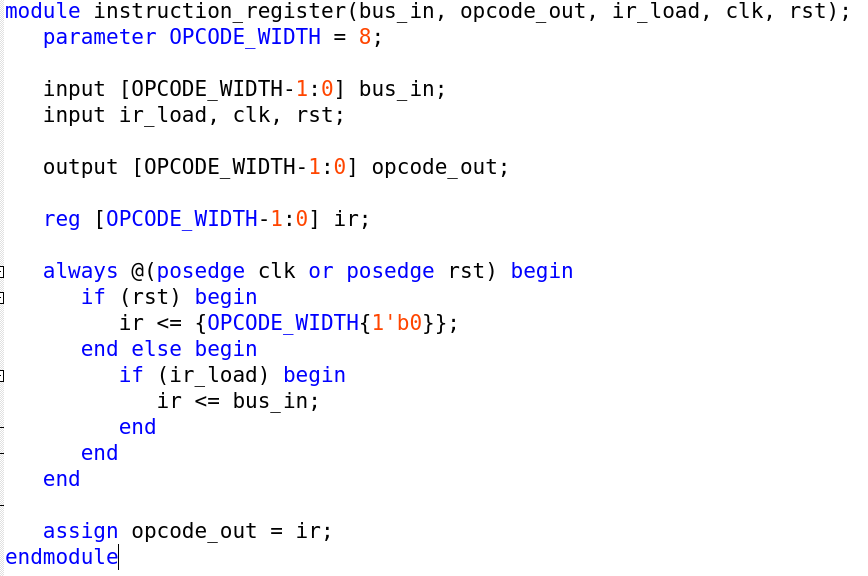 module instruction_register(bus_in, opcode_out, ir_load, clk, rst);
   parameter OPCODE_WIDTH = 8;

   input [OPCODE_WIDTH-1:0] bus_in;
   input ir_load, clk, rst;

   output [OPCODE_WIDTH-1:0] opcode_out;

   reg [OPCODE_WIDTH-1:0] ir;

   always @(posedge clk or posedge rst) begin
      if (rst) begin
         ir <= {OPCODE_WIDTH{1'b0}};
      end else begin
         if (ir_load) begin
            ir <= bus_in;
         end
      end
   end

   assign opcode_out = ir;
endmodule